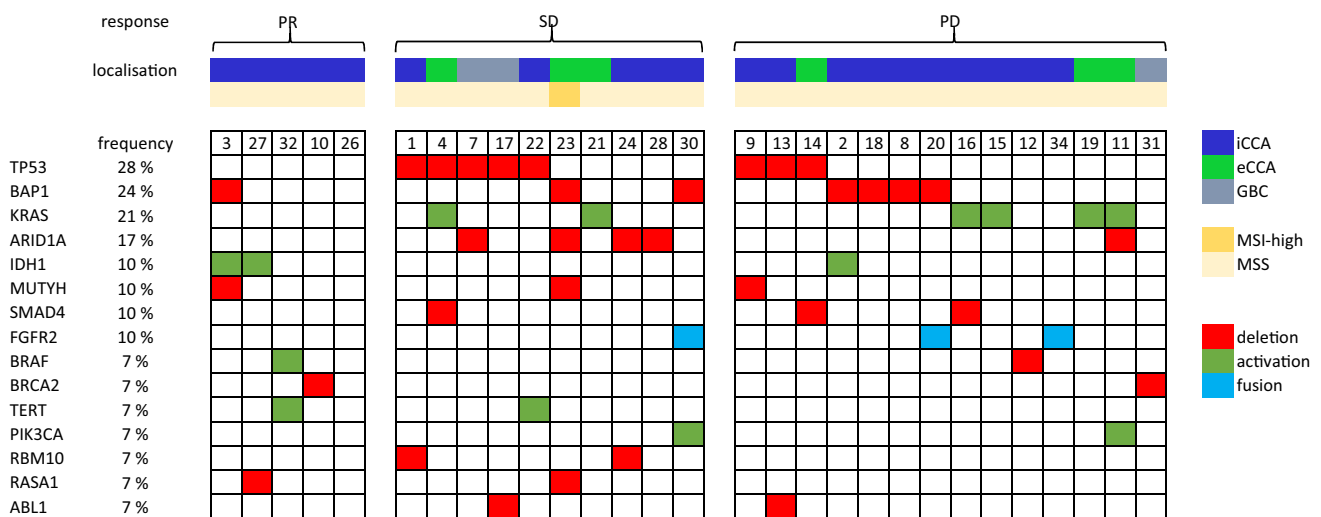 response PR SD PD
localisation
frequency 3 27 32 10 26 1 4 7 17 22 23 21 24 28 30 9 13 14 2 18 8 20 16 15 12 34 19 11 31 iCCA
TP53 28 % eCCA
BAP1 24 % GBC
KRAS 21 %
ARID1A 17 % MSI-high
IDH1 10 % MSS
MUTYH 10 %
SMAD4 10 %
FGFR2 10 % deletion
BRAF 7 % activation
BRCA2 7 % fusion
TERT 7 %
PIK3CA 7 %
RBM10 7 %
RASA1 7 %
ABL1 7 %